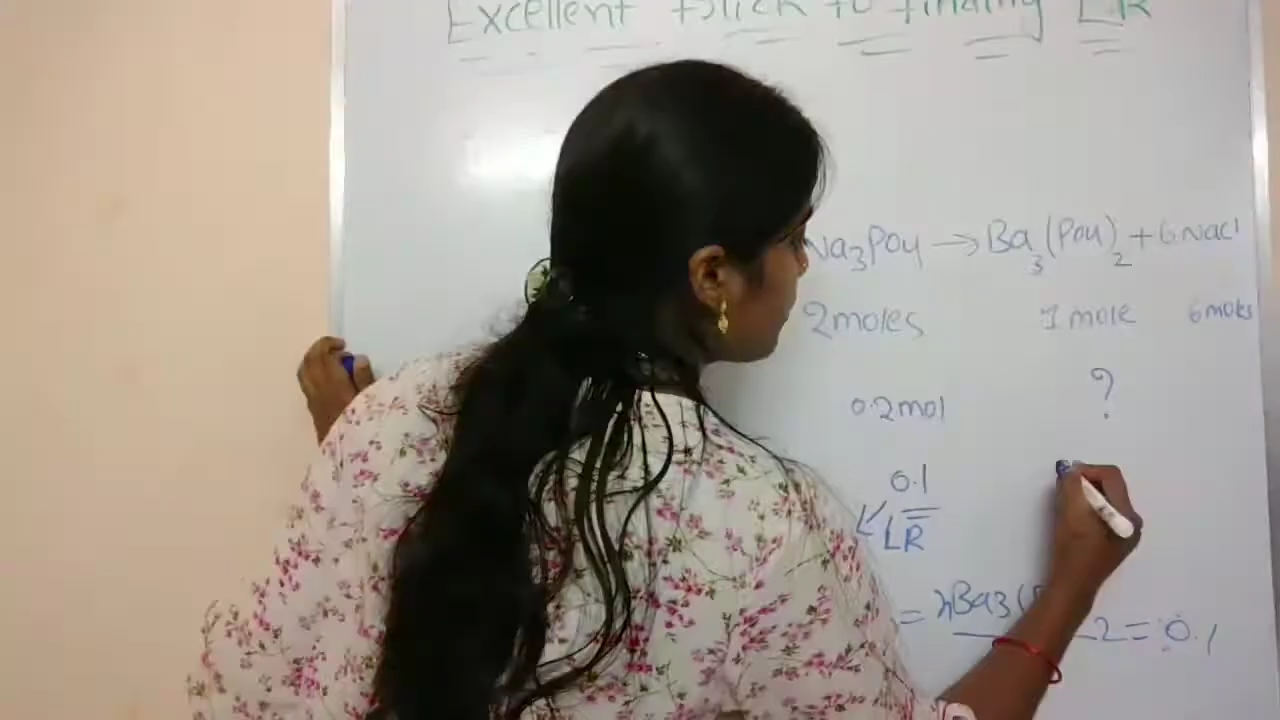 Excellent trick to finding LR
Na3PO4 → Ba3(PO4)2 + 6NaCl
2moles 1 mole 6moles
0.2mol ?
0.1
LR
= nBa3( 2 = 0.1